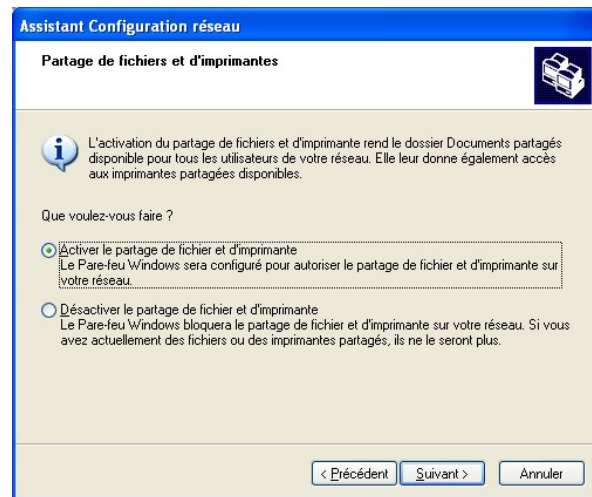 Assistant Configuration réseau
Partage de fichiers et d'imprimantes
L'activation du partage de fichiers et d'imprimante rend le dossier Documents partagés
disponible pour tous les utilisateurs de votre réseau. Elle leur donne également accès
aux imprimantes partagées disponibles.
Que voulez-vous faire ?
Activer le partage de fichier et d'imprimante
Le Pare-feu Windows sera configuré pour autoriser le partage de fichier et d'imprimante sur
votre réseau.
Désactiver le partage de fichier et d'imprimante
Le Pare-feu Windows bloquera le partage de fichier et d'imprimante sur votre réseau. Si vous
avez actuellement des fichiers ou des imprimantes partagés, ils ne le seront plus.
< Précédent Suivant > Annuler